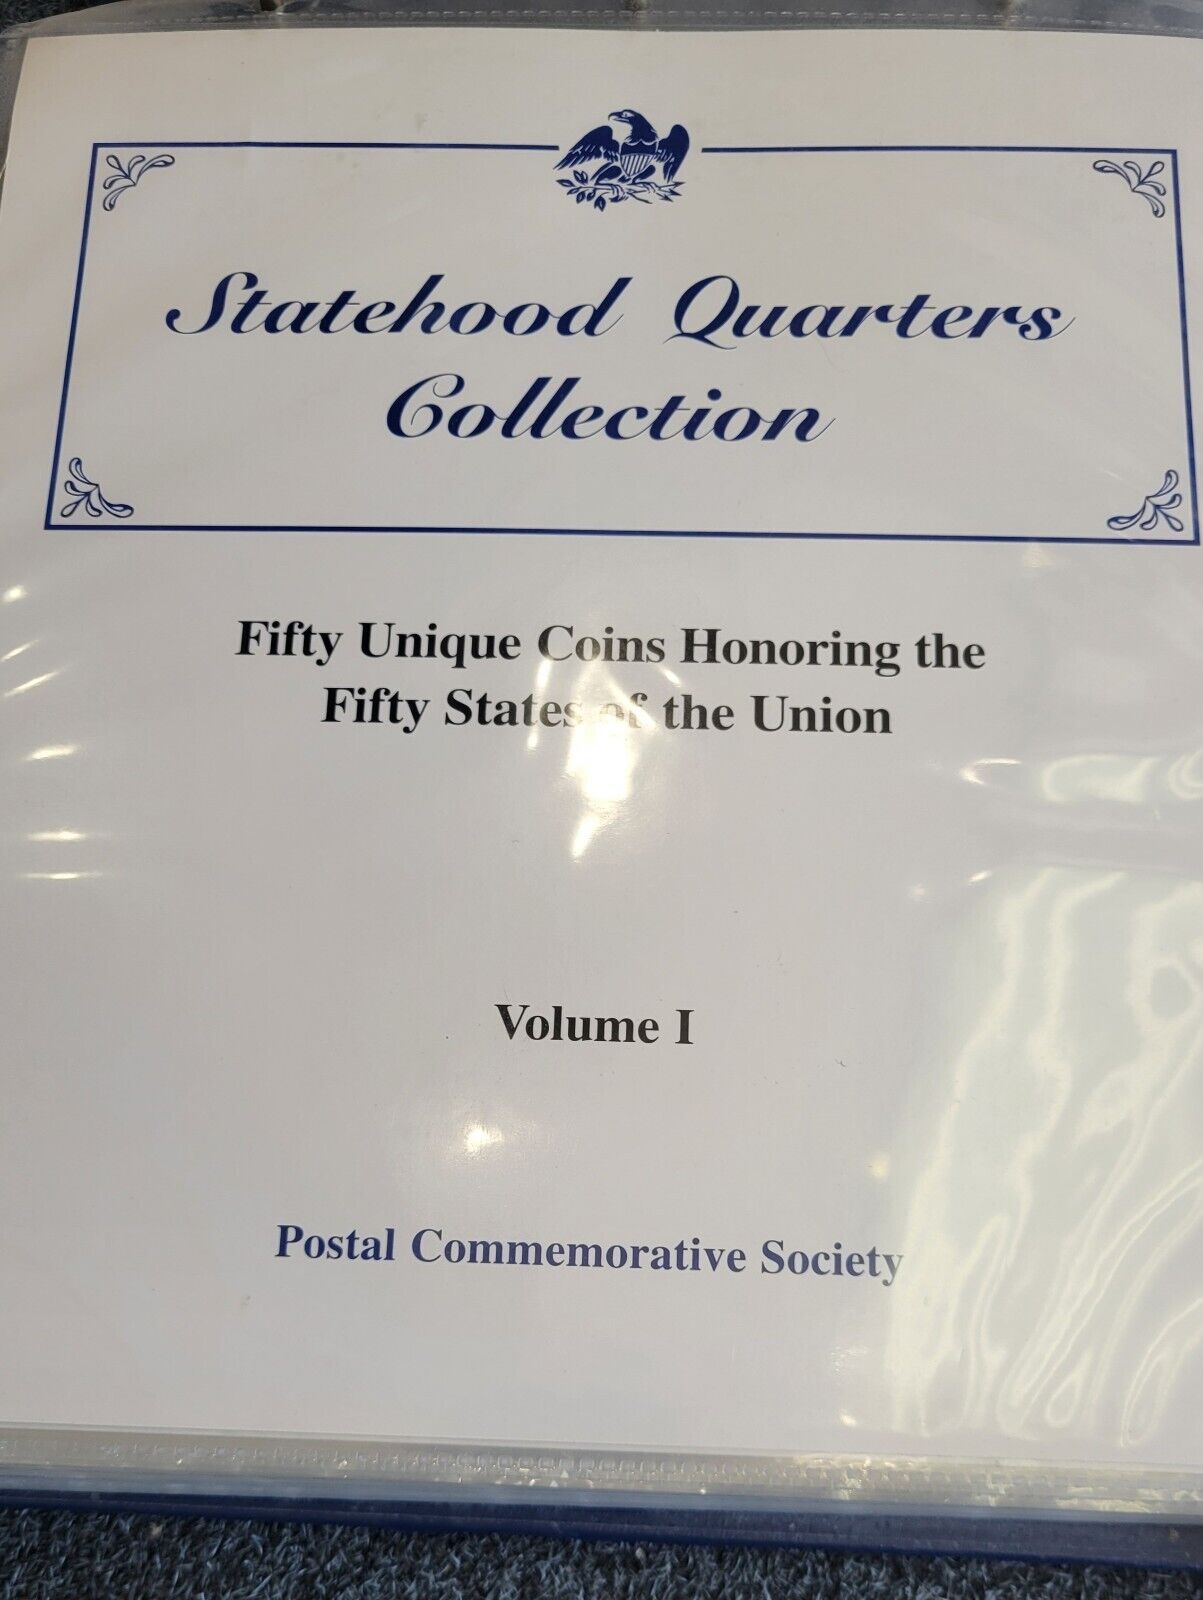 Statehood Quarters
Collection
Fifty Unique Coins Honoring the
Fifty States of the Union
Volume I
Postal Commemorative Society